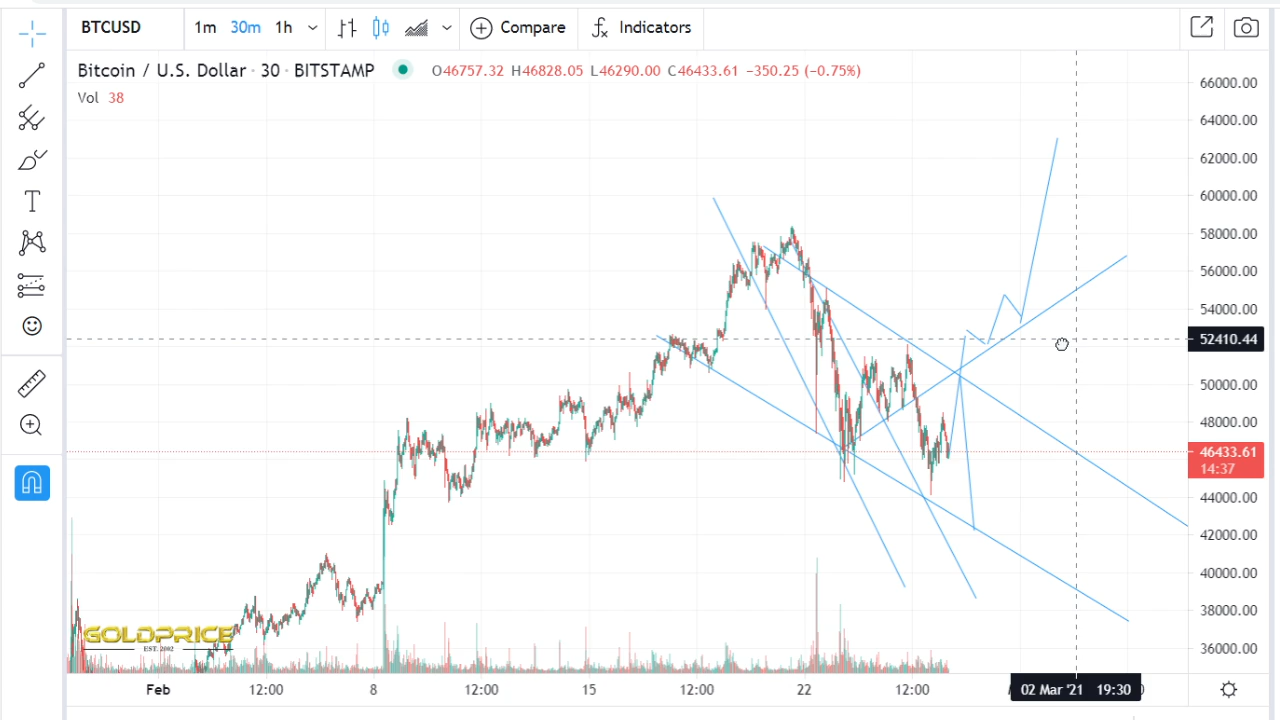 BTCUSD 1m 30m 1h Compare Indicators
Bitcoin / U.S. Dollar · 30 · BITSTAMP O46757.32 H46828.05 L46290.00 C46433.61 −350.25 (−0.75%)
Vol 38
66000.00
64000.00
62000.00
60000.00
58000.00
56000.00
54000.00
52410.44
50000.00
48000.00
46433.61
14:37
44000.00
42000.00
40000.00
38000.00
36000.00
GOLDPRICE
EST. 2002
Feb 12:00 8 12:00 15 12:00 22 12:00 02 Mar '21 19:30